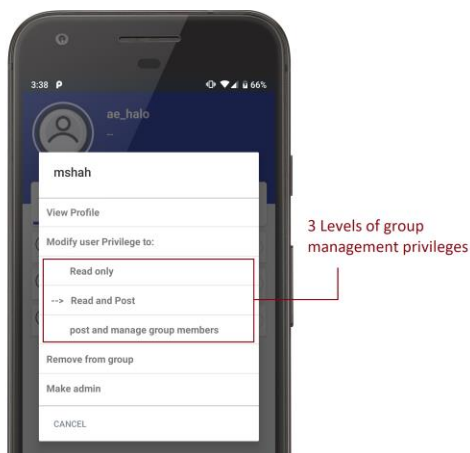 3:38 P 66%
ae_halo
--
mshah
View Profile
Modify user Privilege to:
Read only
--> Read and Post
post and manage group members
Remove from group
Make admin
CANCEL
3 Levels of group
management privileges